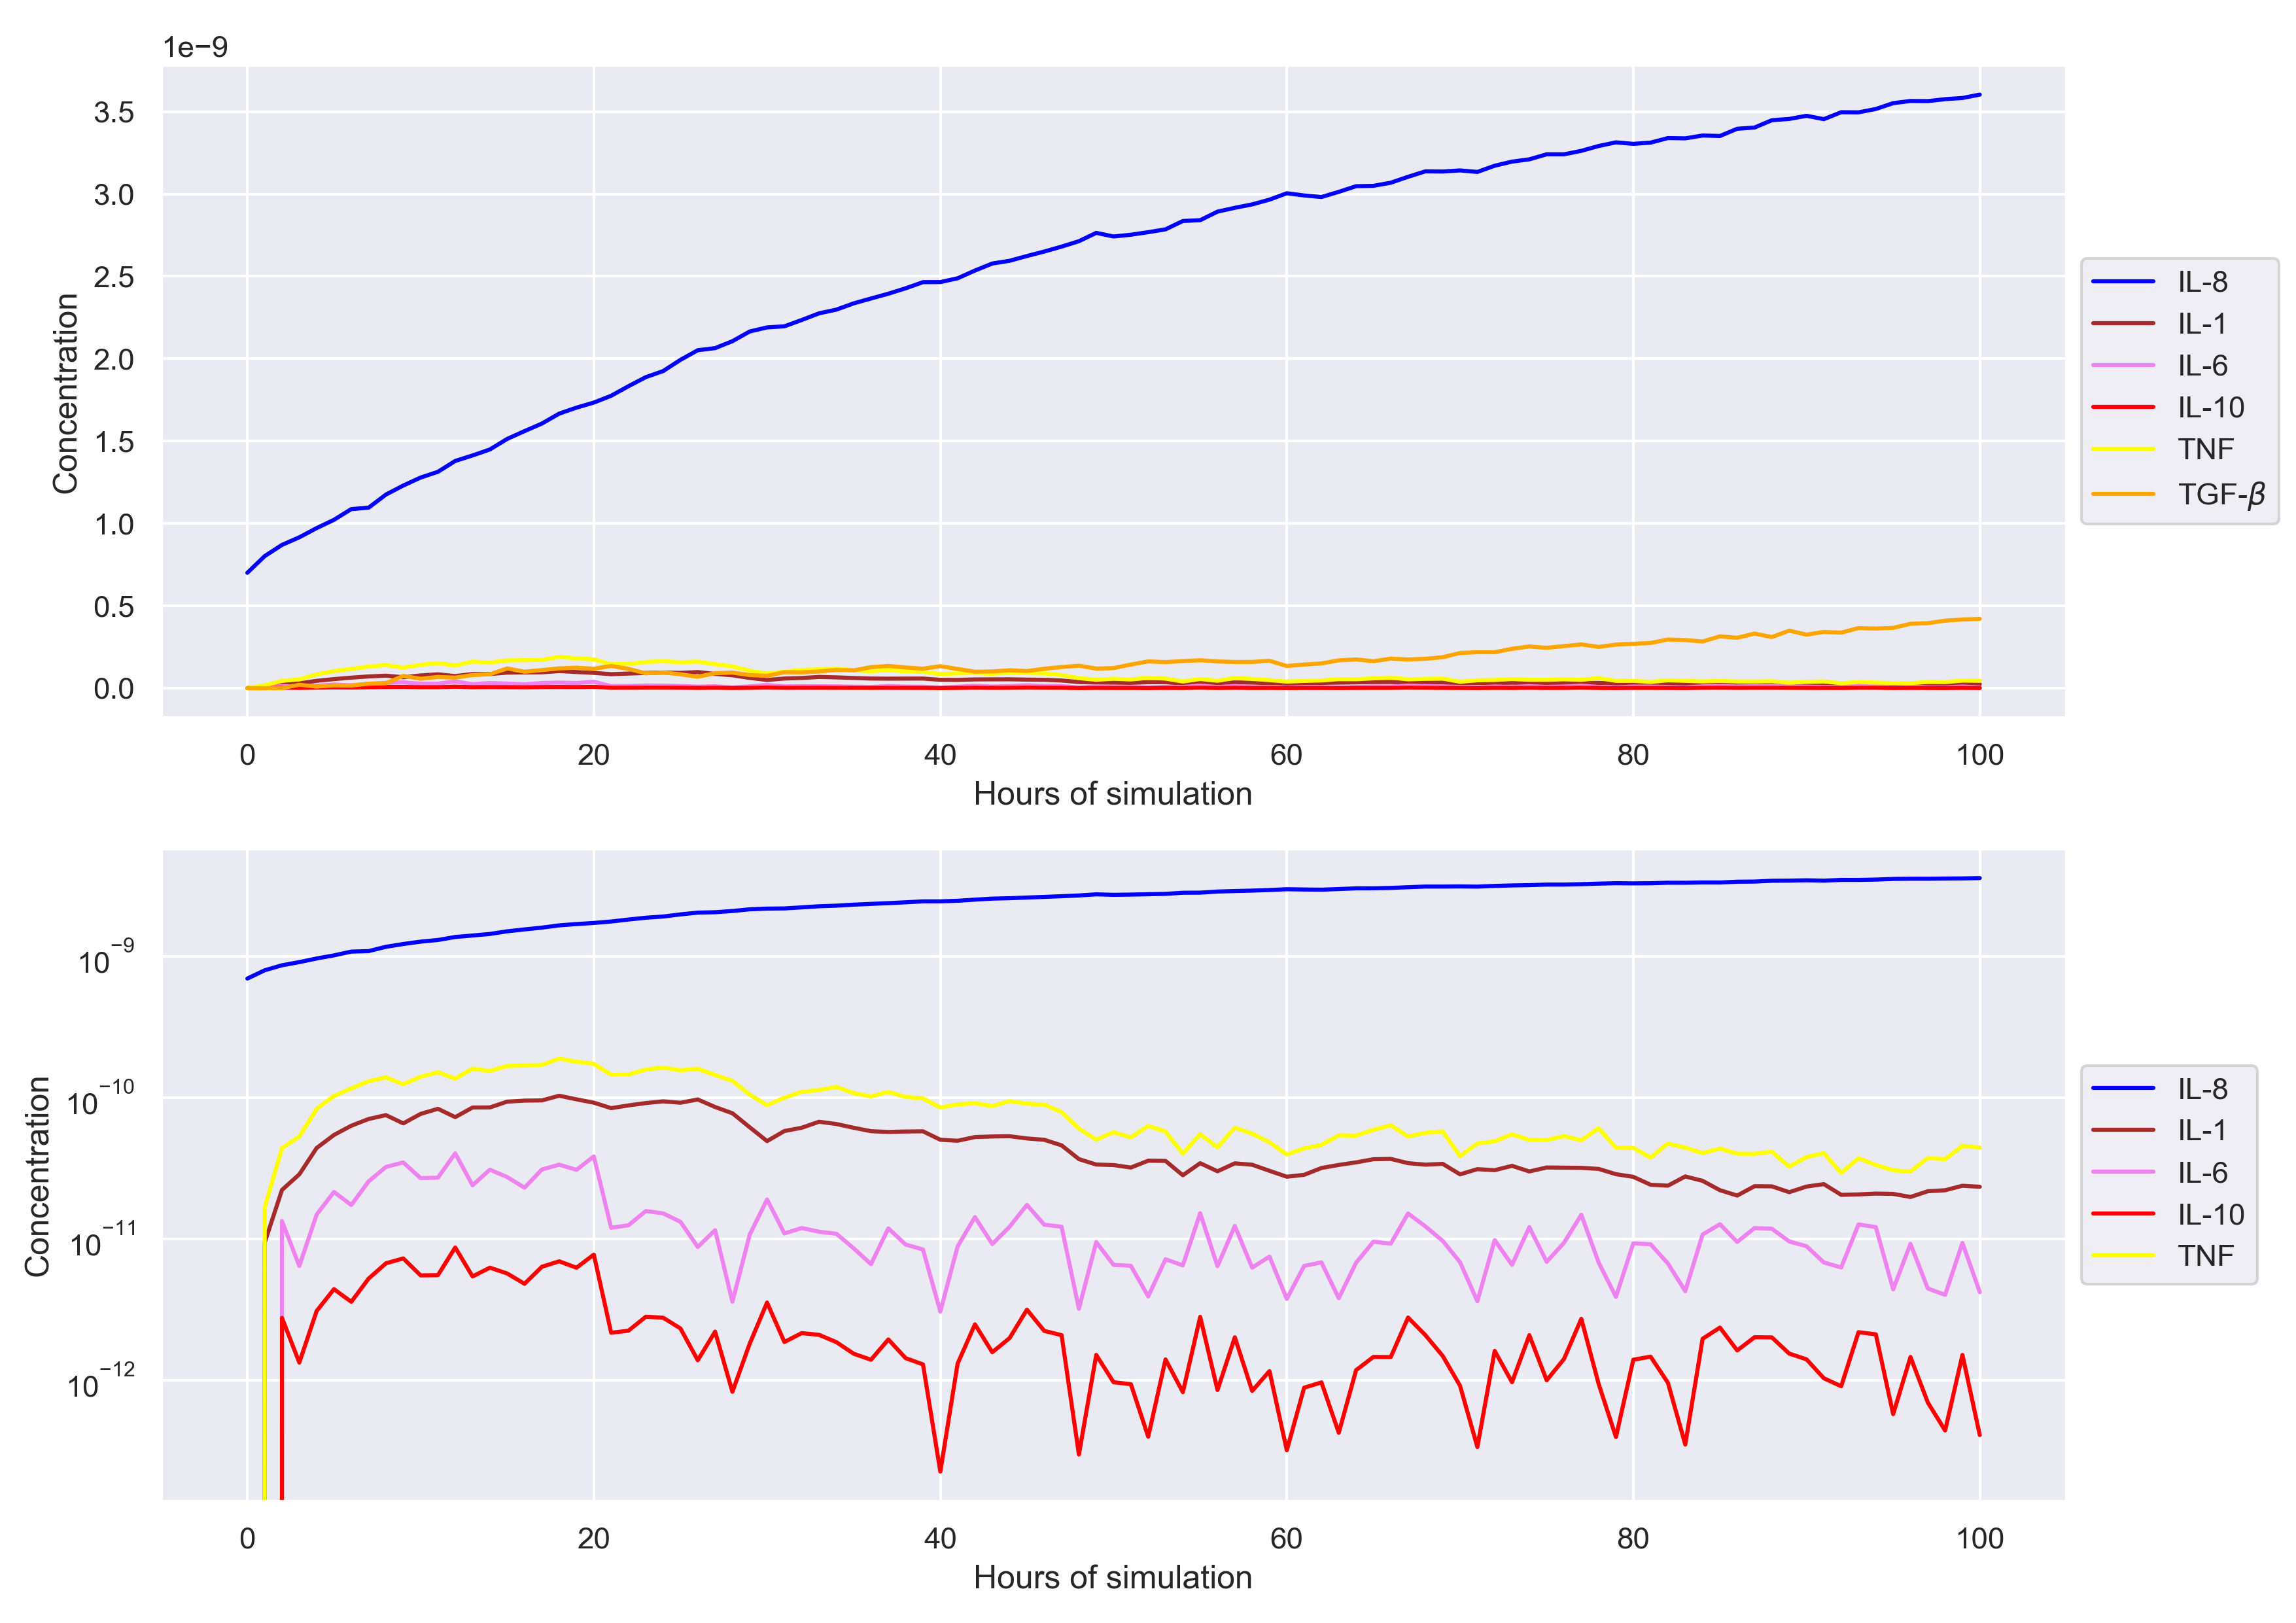 1e−9
3.5
3.0
2.5
2.0
1.5
1.0
0.5
0.0
Concentration
0 20 40 60 80 100
Hours of simulation
IL-8
IL-1
IL-6
IL-10
TNF
TGF-β
10⁻⁹
10⁻¹⁰
10⁻¹¹
10⁻¹²
Concentration
0 20 40 60 80 100
Hours of simulation
IL-8
IL-1
IL-6
IL-10
TNF